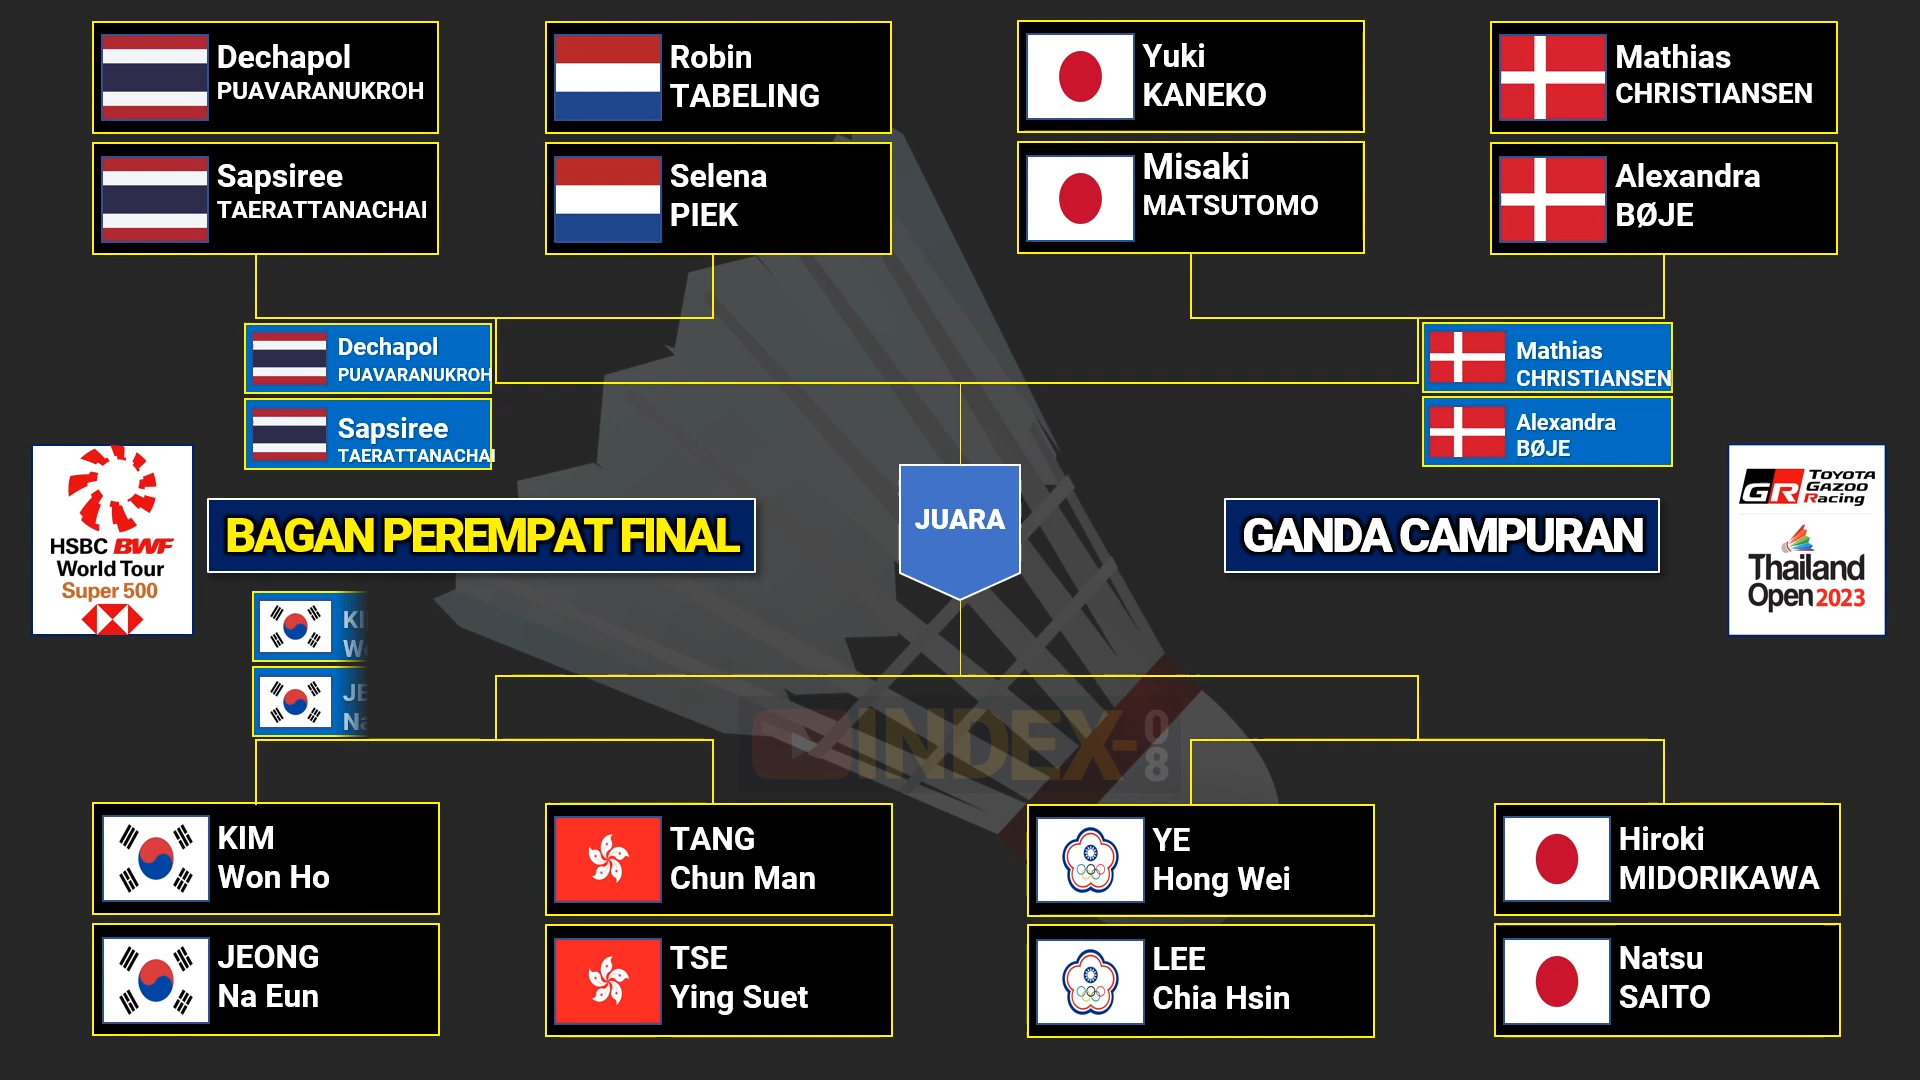 Dechapol
PUAVARANUKROH
Sapsiree
TAERATTANACHAI
Robin
TABELING
Selena
PIEK
Yuki
KANEKO
Misaki
MATSUTOMO
Mathias
CHRISTIANSEN
Alexandra
BØJE
Dechapol
PUAVARANUKROH
Sapsiree
TAERATTANACHAI
Mathias
CHRISTIANSEN
Alexandra
BØJE
HSBC BWF
World Tour
Super 500
BAGAN PEREMPAT FINAL
JUARA
GANDA CAMPURAN
GR TOYOTA
GAZOO
Racing
Thailand
Open 2023
INDEX-08
KIM
Won Ho
JEONG
Na Eun
TANG
Chun Man
TSE
Ying Suet
YE
Hong Wei
LEE
Chia Hsin
Hiroki
MIDORIKAWA
Natsu
SAITO